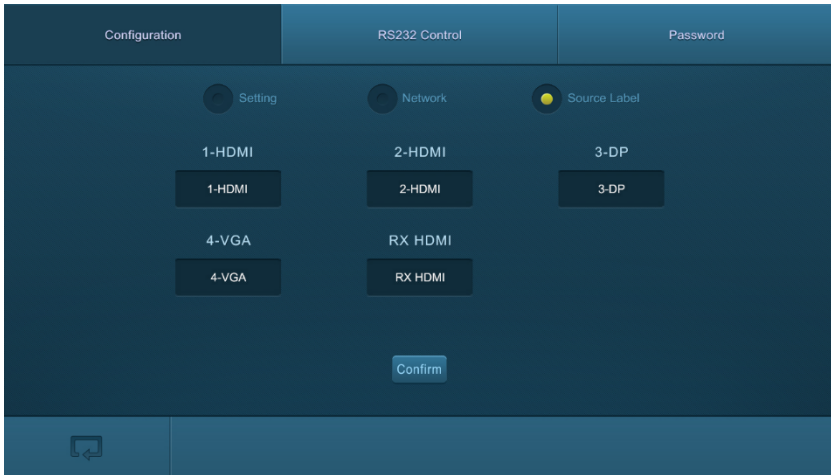 Configuration RS232 Control Password
Setting Network Source Label
1-HDMI 2-HDMI 3-DP
1-HDMI 2-HDMI 3-DP
4-VGA RX HDMI
4-VGA RX HDMI
Confirm